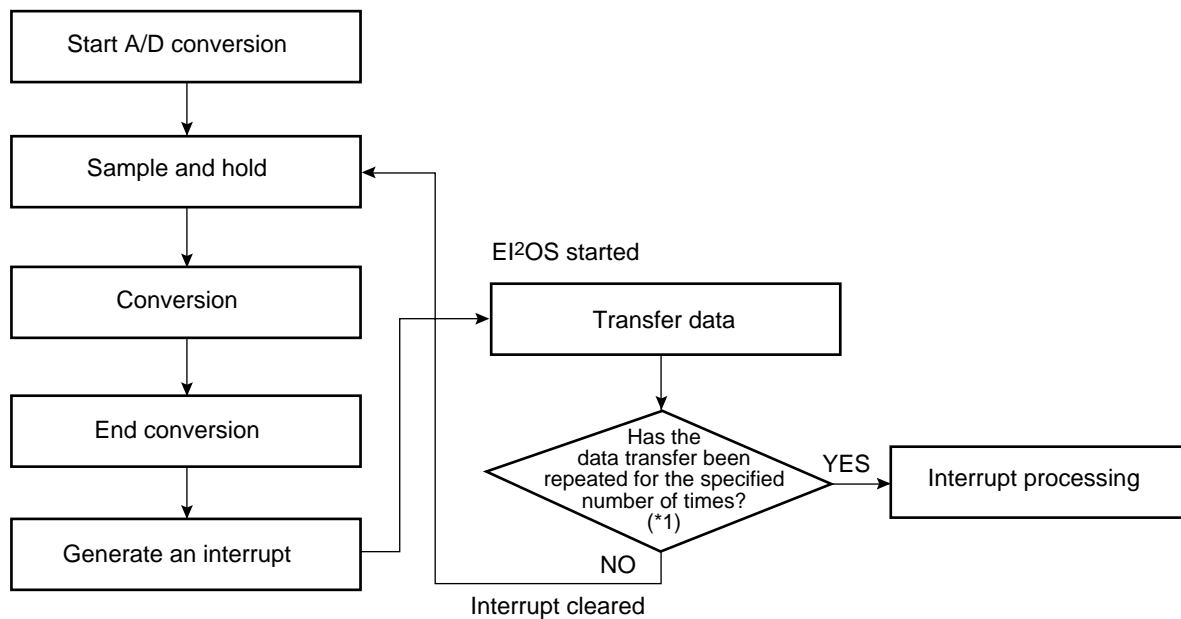 Start A/D conversion
Sample and hold
Conversion
End conversion
Generate an interrupt
EI²OS started
Transfer data
Has the
data transfer been
repeated for the specified
number of times?
(*1)
YES
Interrupt processing
NO
Interrupt cleared